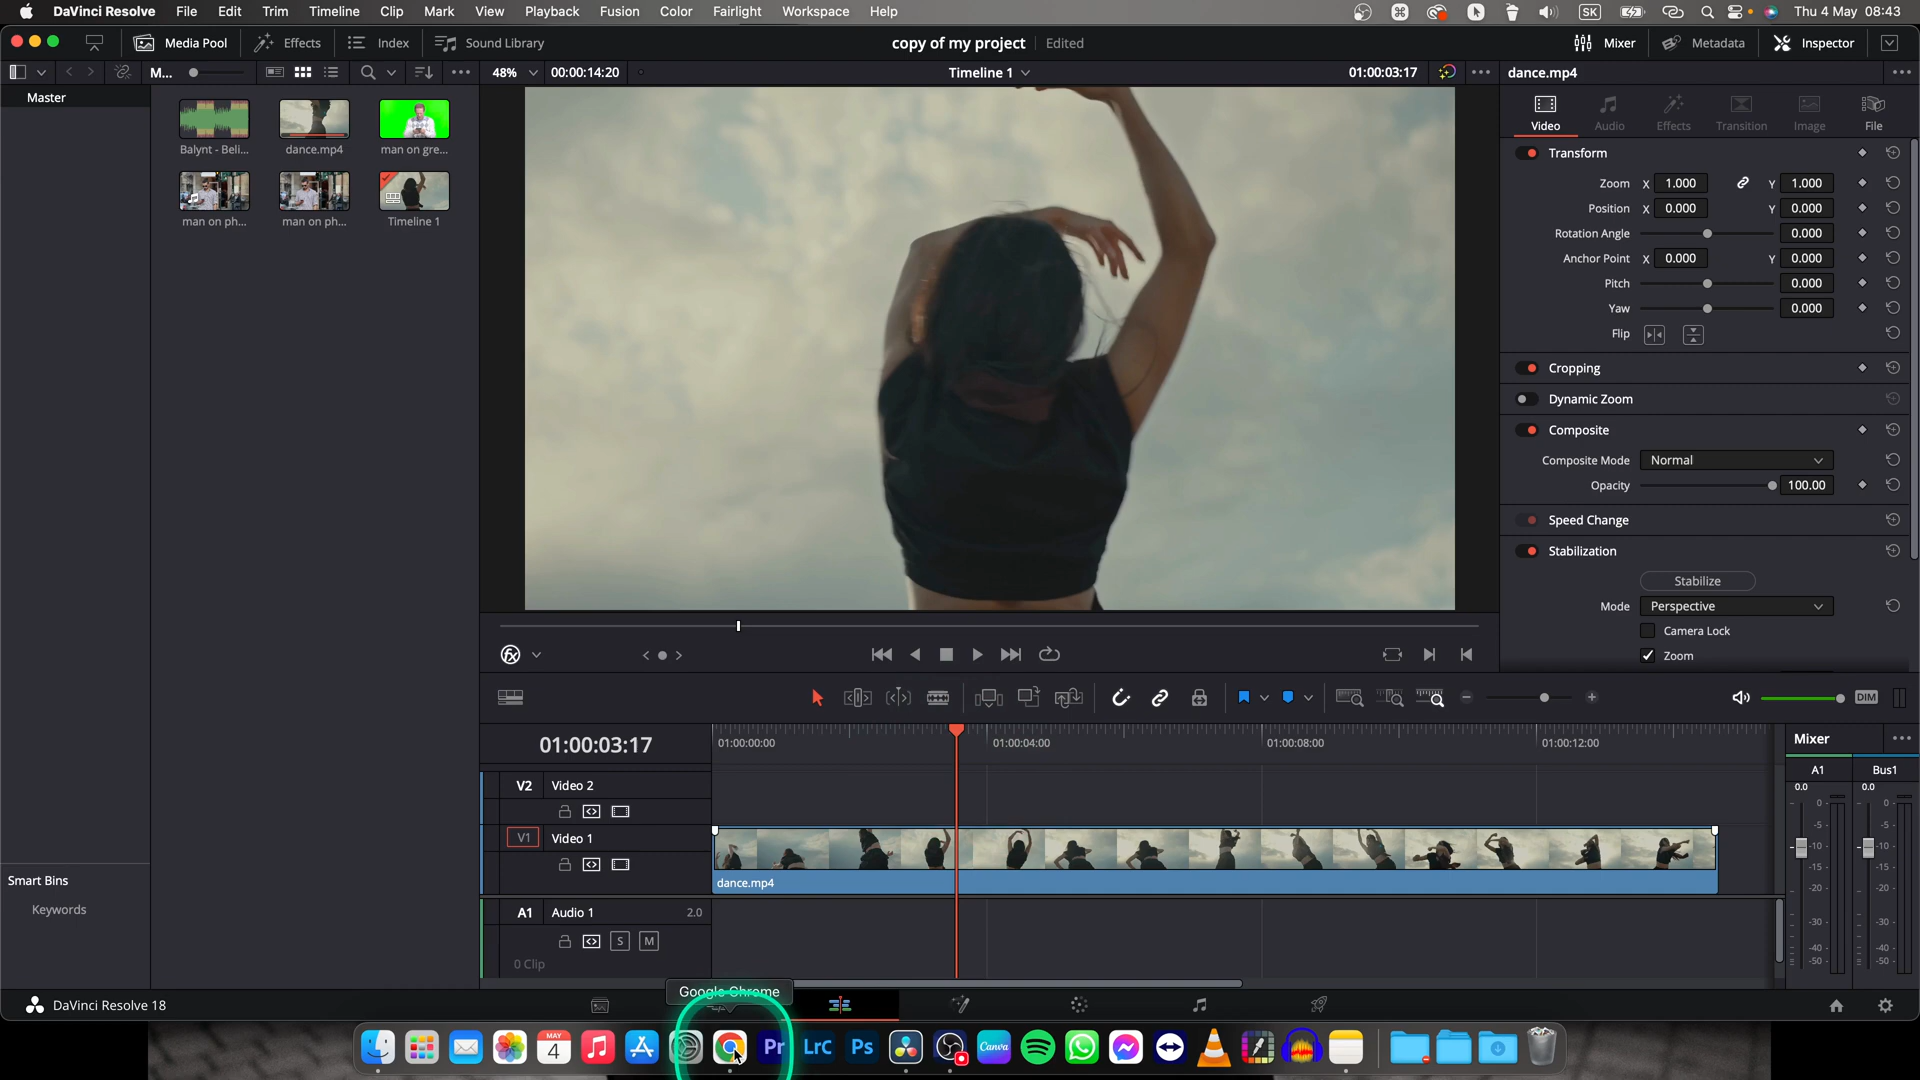 DaVinci Resolve File Edit Trim Timeline Clip Mark View Playback Fusion Color Fairlight Workspace Help SK Thu 4 May 08:43
Media Pool Effects Index Sound Library copy of my project Edited Mixer Metadata Inspector
M... 48% 00:00:14:20 Timeline 1 01:00:03:17 dance.mp4
Master
Video Audio Effects Transition Image File
Balynt - Beli... dance.mp4 man on gre...
man on ph... man on ph... Timeline 1
Transform
Zoom X 1.000 Y 1.000
Position X 0.000 Y 0.000
Rotation Angle 0.000
Anchor Point X 0.000 Y 0.000
Pitch 0.000
Yaw 0.000
Flip
Cropping
Dynamic Zoom
Composite
Composite Mode Normal
Opacity 100.00
Speed Change
Stabilization
Stabilize
Mode Perspective
Camera Lock
Zoom
DIM
01:00:03:17 01:00:00:00 01:00:04:00 01:00:08:00 01:00:12:00
Mixer
V2 Video 2
V1 Video 1
dance.mp4
A1 Audio 1 2.0
S M
0 Clip
A1 Bus1
0.0 0.0
0 0
-5 -5
-10 -10
-15 -15
-20 -20
-30 -30
-40 -40
-50 -50
Smart Bins
Keywords
Google Chrome
DaVinci Resolve 18
MAY
4
Pr LrC Ps Canva